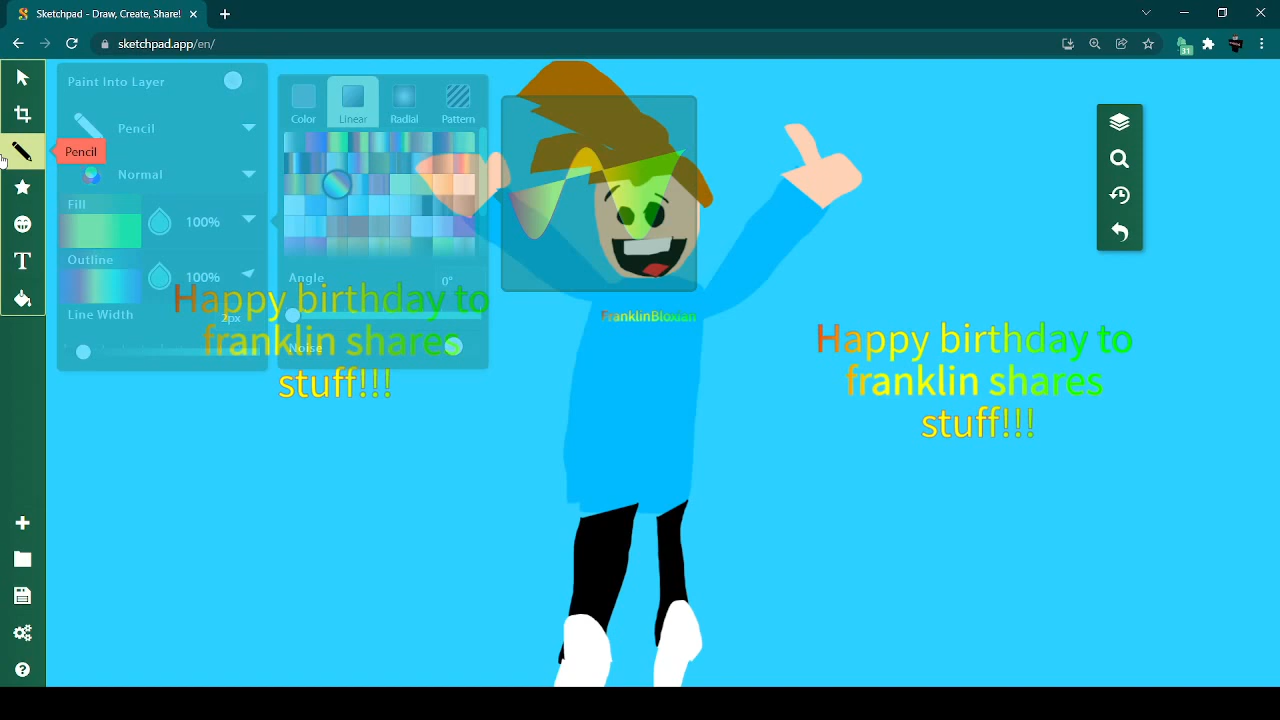 Sketchpad - Draw, Create, Share!
sketchpad.app/en/
31
Paint Into Layer
Pencil
Pencil
Normal
Fill
100%
Outline
100%
Line Width
2px
Color
Linear
Radial
Pattern
Angle
0°
Noise
Happy birthday to
franklin shares
stuff!!!
FranklinBloxian
Happy birthday to
franklin shares
stuff!!!